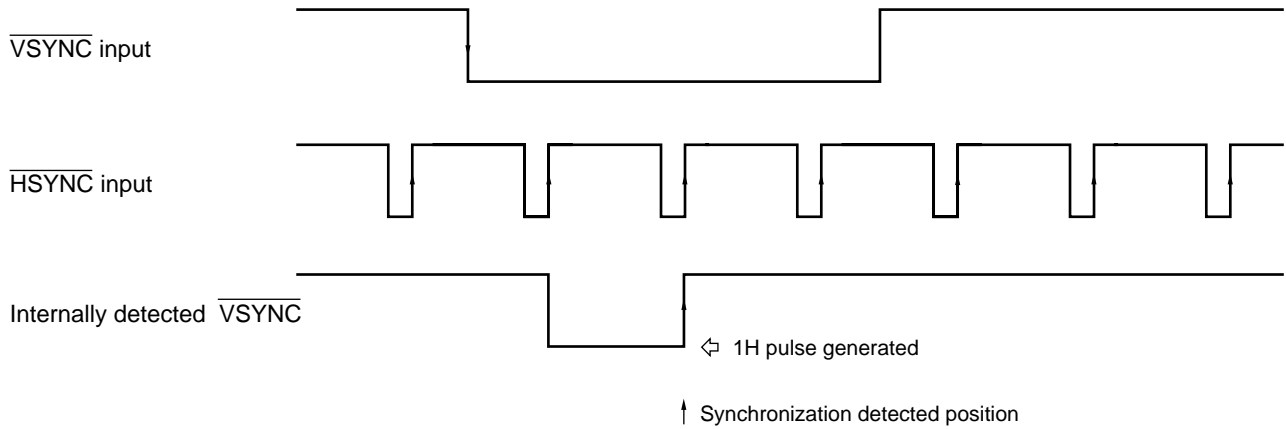 VSYNC input
HSYNC input
Internally detected VSYNC
1H pulse generated
Synchronization detected position